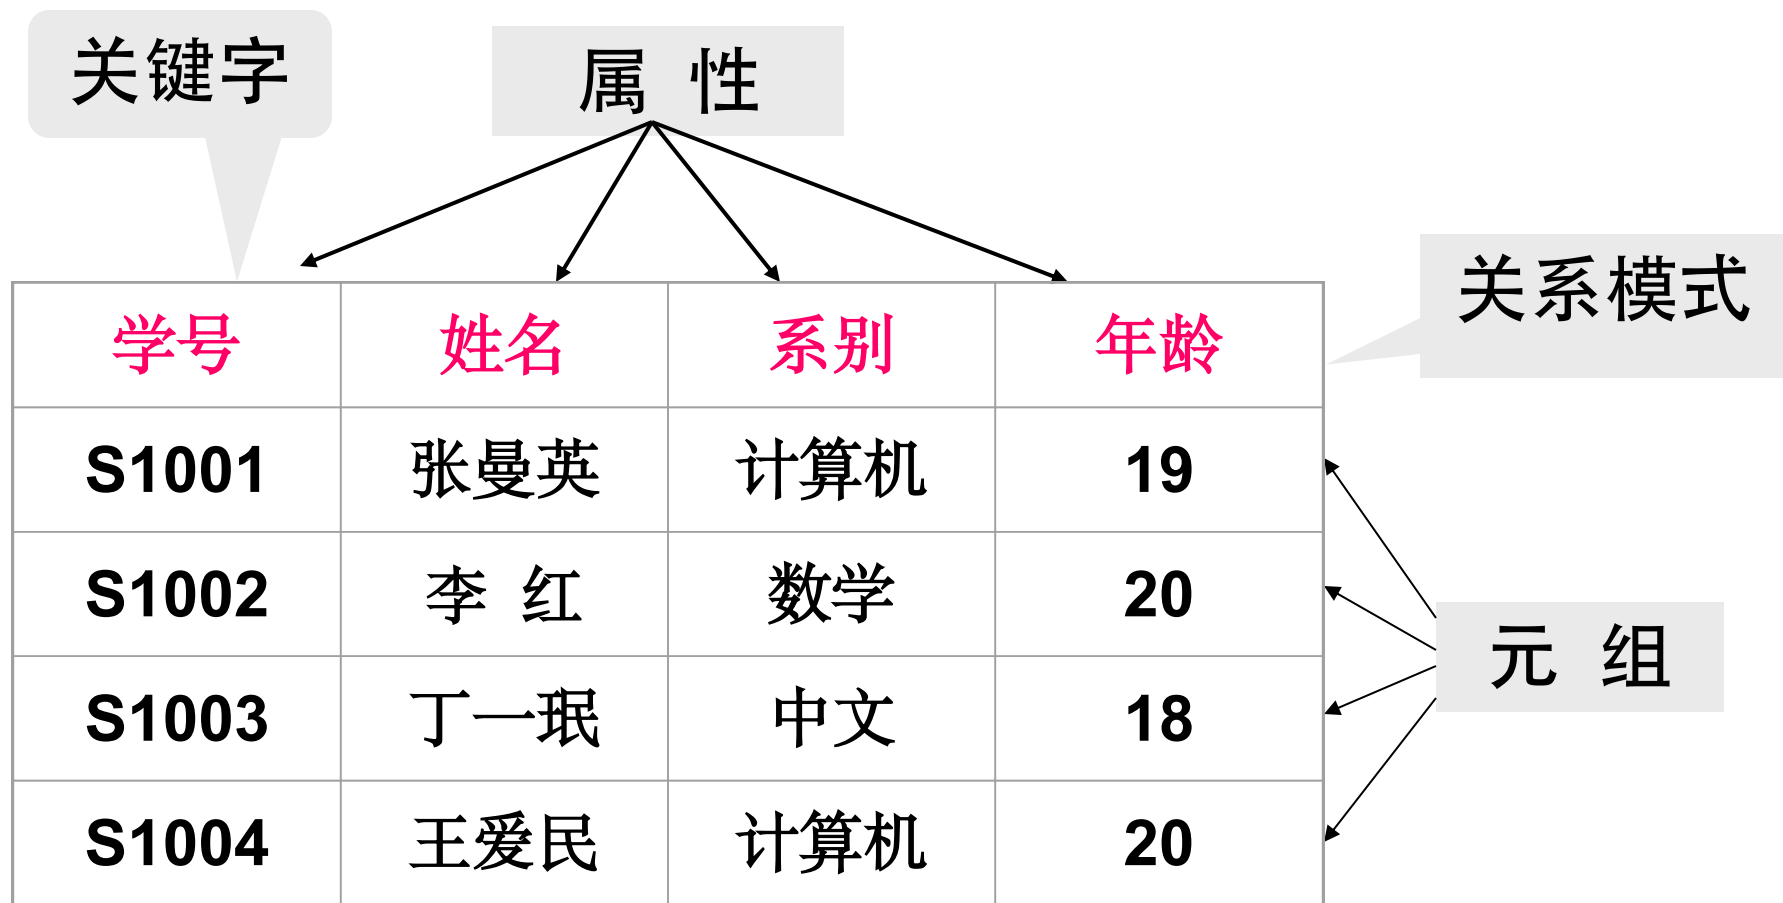 关键字
属 性
关系模式
学号 姓名 系别 年龄
S1001 张曼英 计算机 19
S1002 李 红 数学 20
S1003 丁一珉 中文 18
S1004 王爱民 计算机 20
元 组